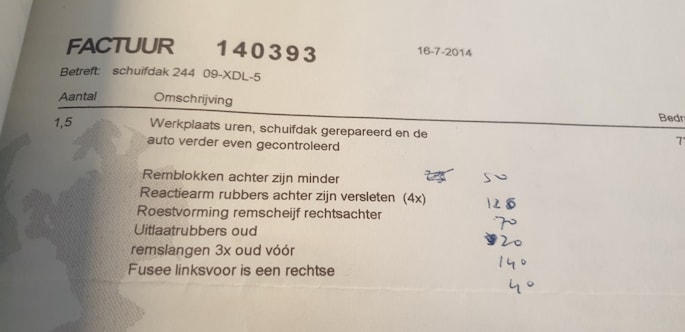 FACTUUR 140393 16-7-2014
Betreft: schuifdak 244 09-XDL-5
Aantal Omschrijving Bedr
1,5 Werkplaats uren, schuifdak gerepareerd en de
auto verder even gecontroleerd
Remblokken achter zijn minder 50
Reactiearm rubbers achter zijn versleten (4x) 126
Roestvorming remscheijf rechtsachter 70
Uitlaatrubbers oud 20
remslangen 3x oud vóór 140
Fusee linksvoor is een rechtse 40